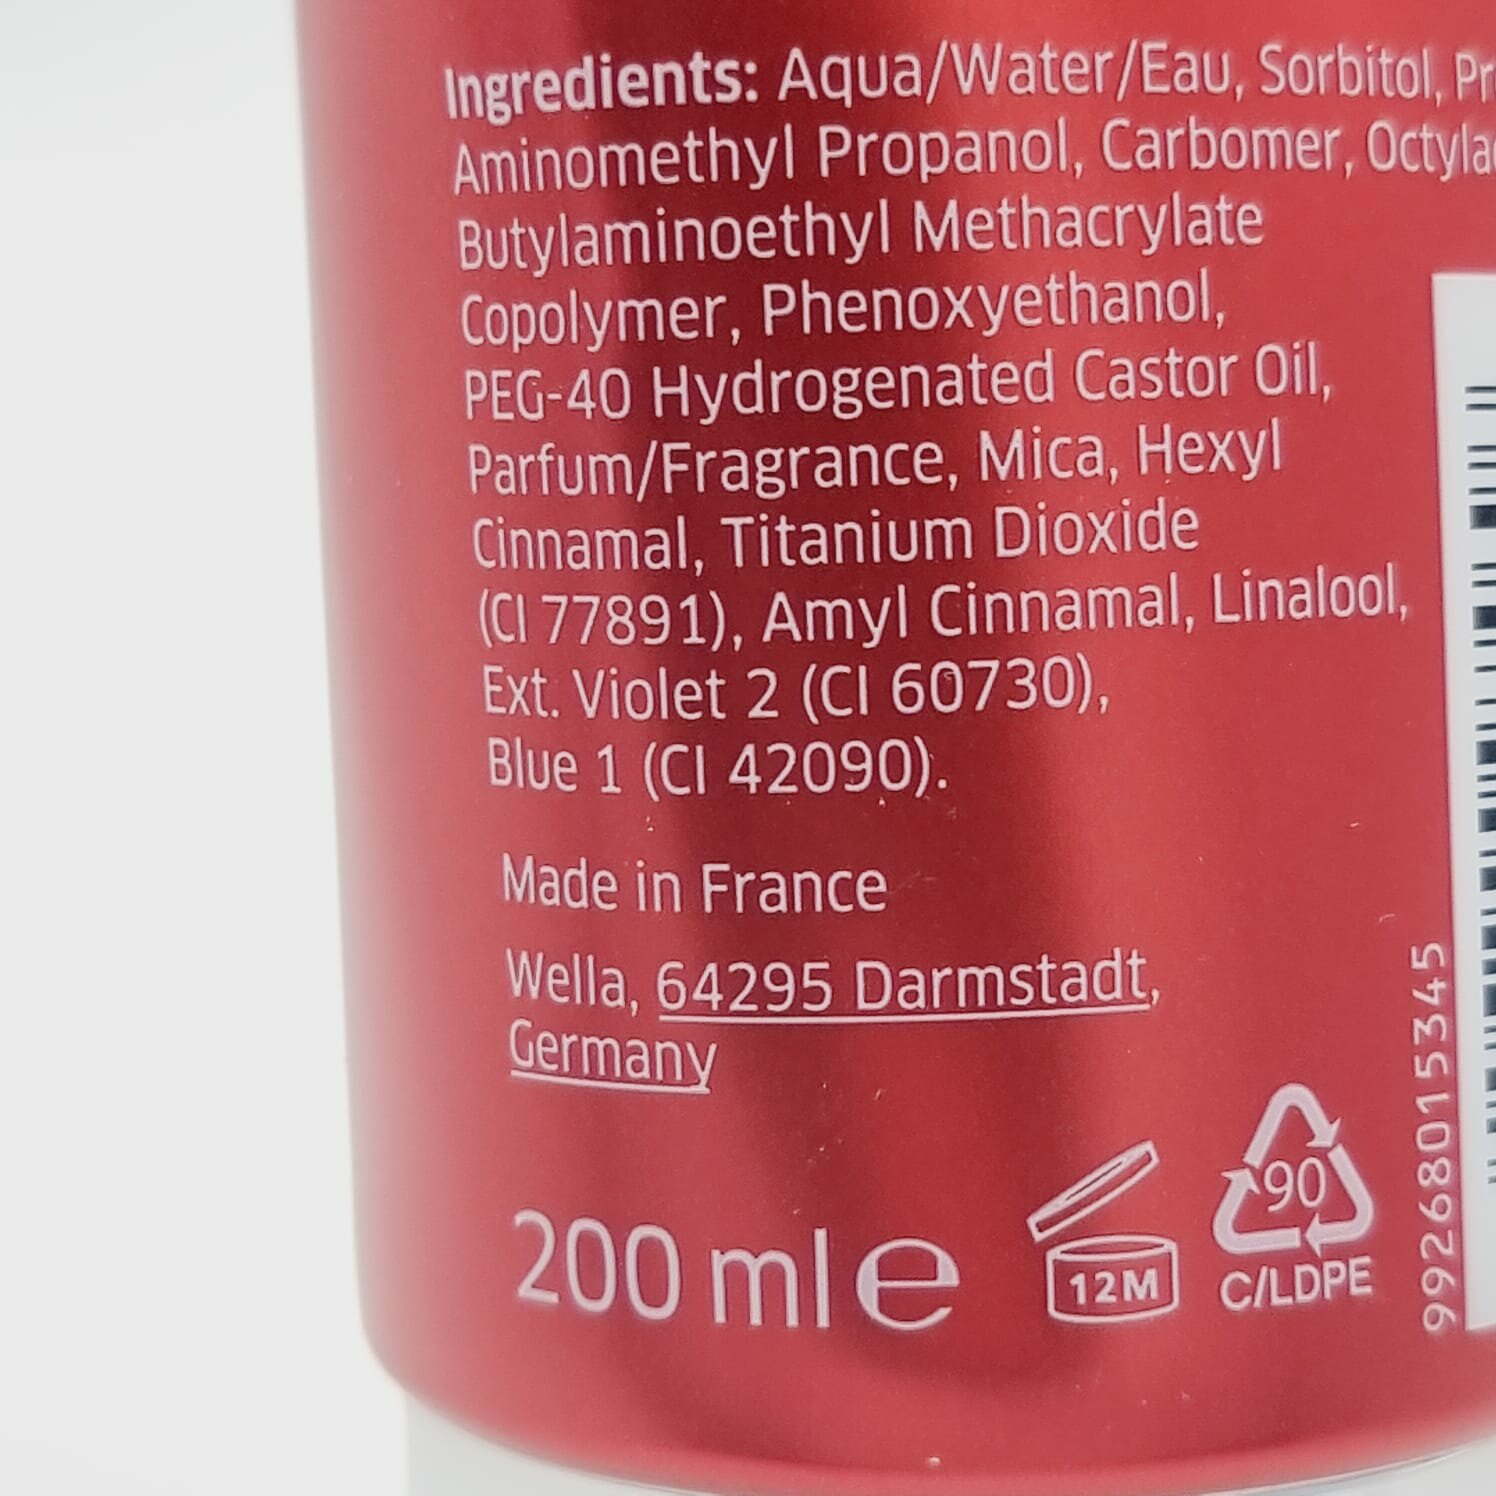 Ingredients: Aqua/Water/Eau, Sorbitol,
Aminomethyl Propanol, Carbomer,
Butylaminoethyl Methacrylate
Copolymer, Phenoxyethanol,
PEG-40 Hydrogenated Castor Oil,
Parfum/Fragrance, Mica, Hexyl
Cinnamal, Titanium Dioxide
(CI 77891), Amyl Cinnamal, Linalool,
Ext. Violet 2 (CI 60730),
Blue 1 (CI 42090).
Made in France
Wella, 64295 Darmstadt,
Germany
200 ml e
12M
90
C/LDPE
99268015345